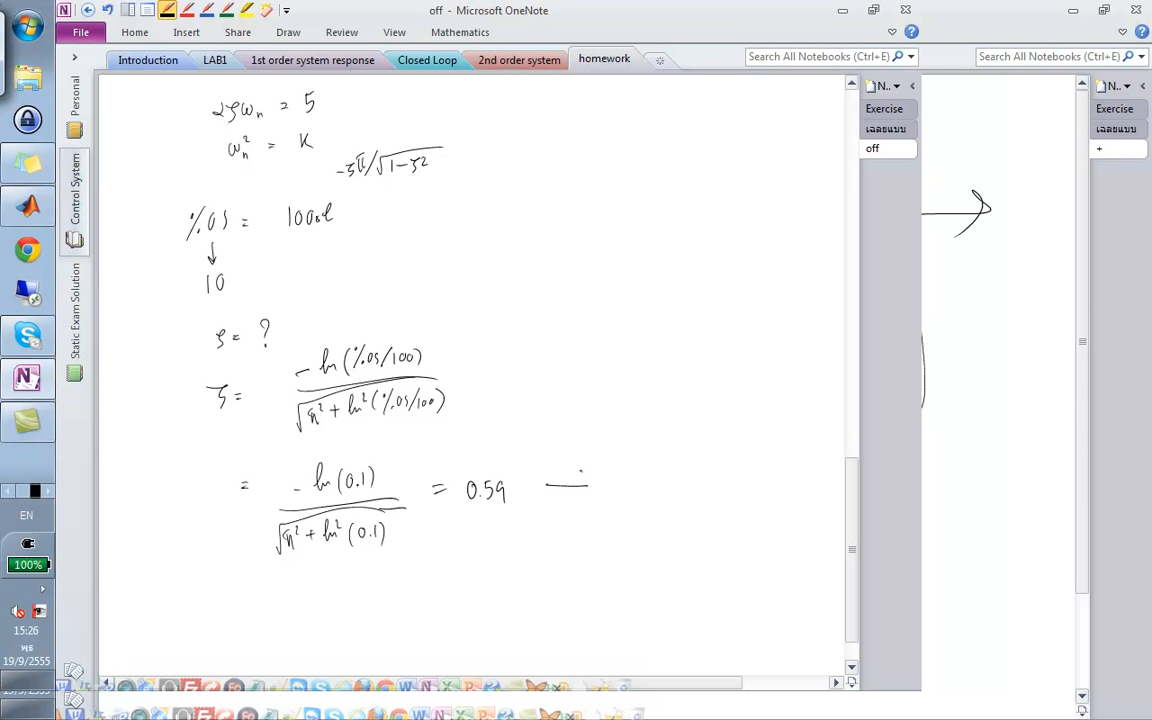 off - Microsoft OneNote
File Home Insert Share Draw Review View Mathematics
Introduction LAB1 1st order system response Closed Loop 2nd order system homework
Search All Notebooks (Ctrl+E)
Search All Notebooks (Ctrl+E)
Personal
Control System
Static Exam Solution
N..
Exercise
เฉลยแบบ
off
N..
Exercise
เฉลยแบบ
+
2ζωn = 5
ωn² = K
-ζπ/√1-ζ²
%OS = 100e
10
ζ = ?
ζ = -ln(%OS/100)
√π² + ln²(%OS/100)
= -ln(0.1) = 0.59
√π² + ln²(0.1)
EN
100%
15:26
พธ
19/9/2555